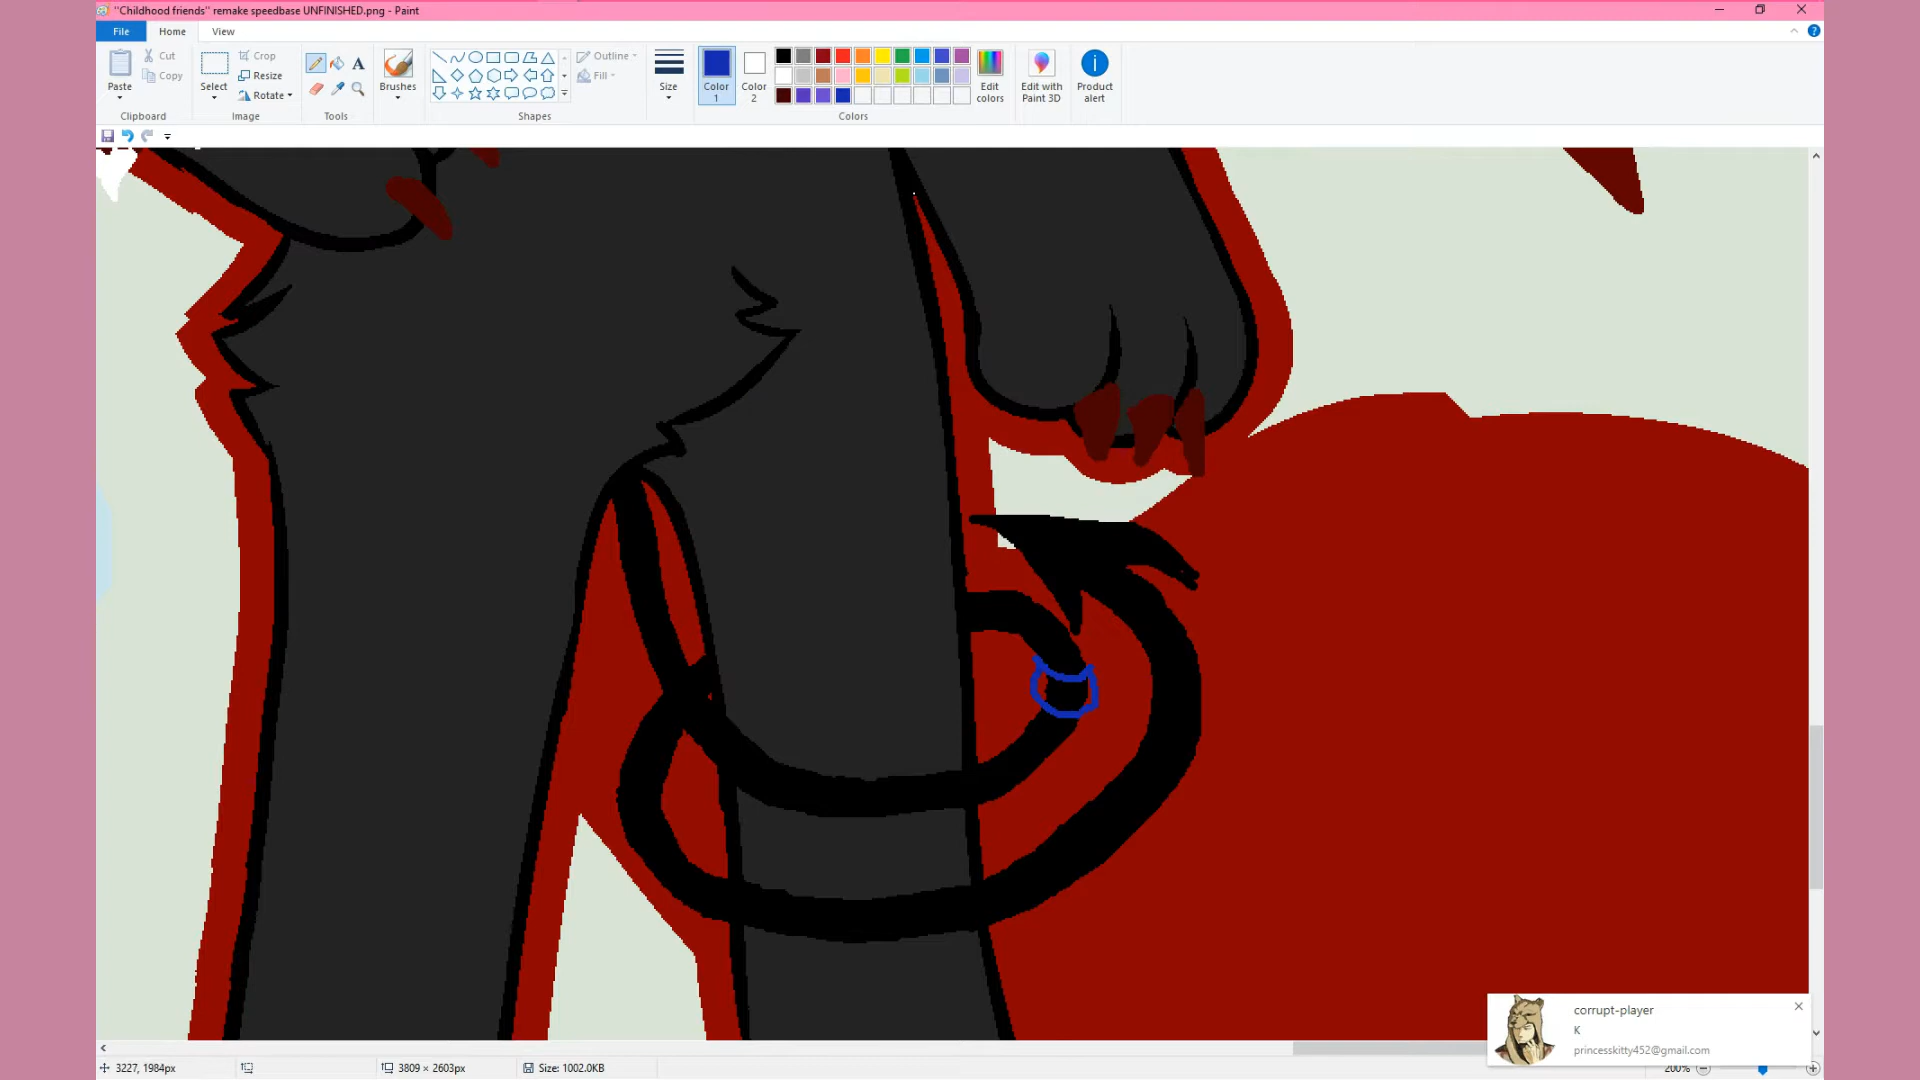 "Childhood friends" remake speedbase UNFINISHED.png - Paint
File Home View
Paste
Cut
Copy
Clipboard
Select
Crop
Resize
Rotate
Image
A
Tools
Brushes
Outline
Fill
Shapes
Size
Color
1
Color
2
Edit
colors
Colors
Edit with
Paint 3D
Product
alert
corrupt-player
K
princesskitty452@gmail.com
3227, 1984px
3809 × 2603px
Size: 1002.0KB
200%